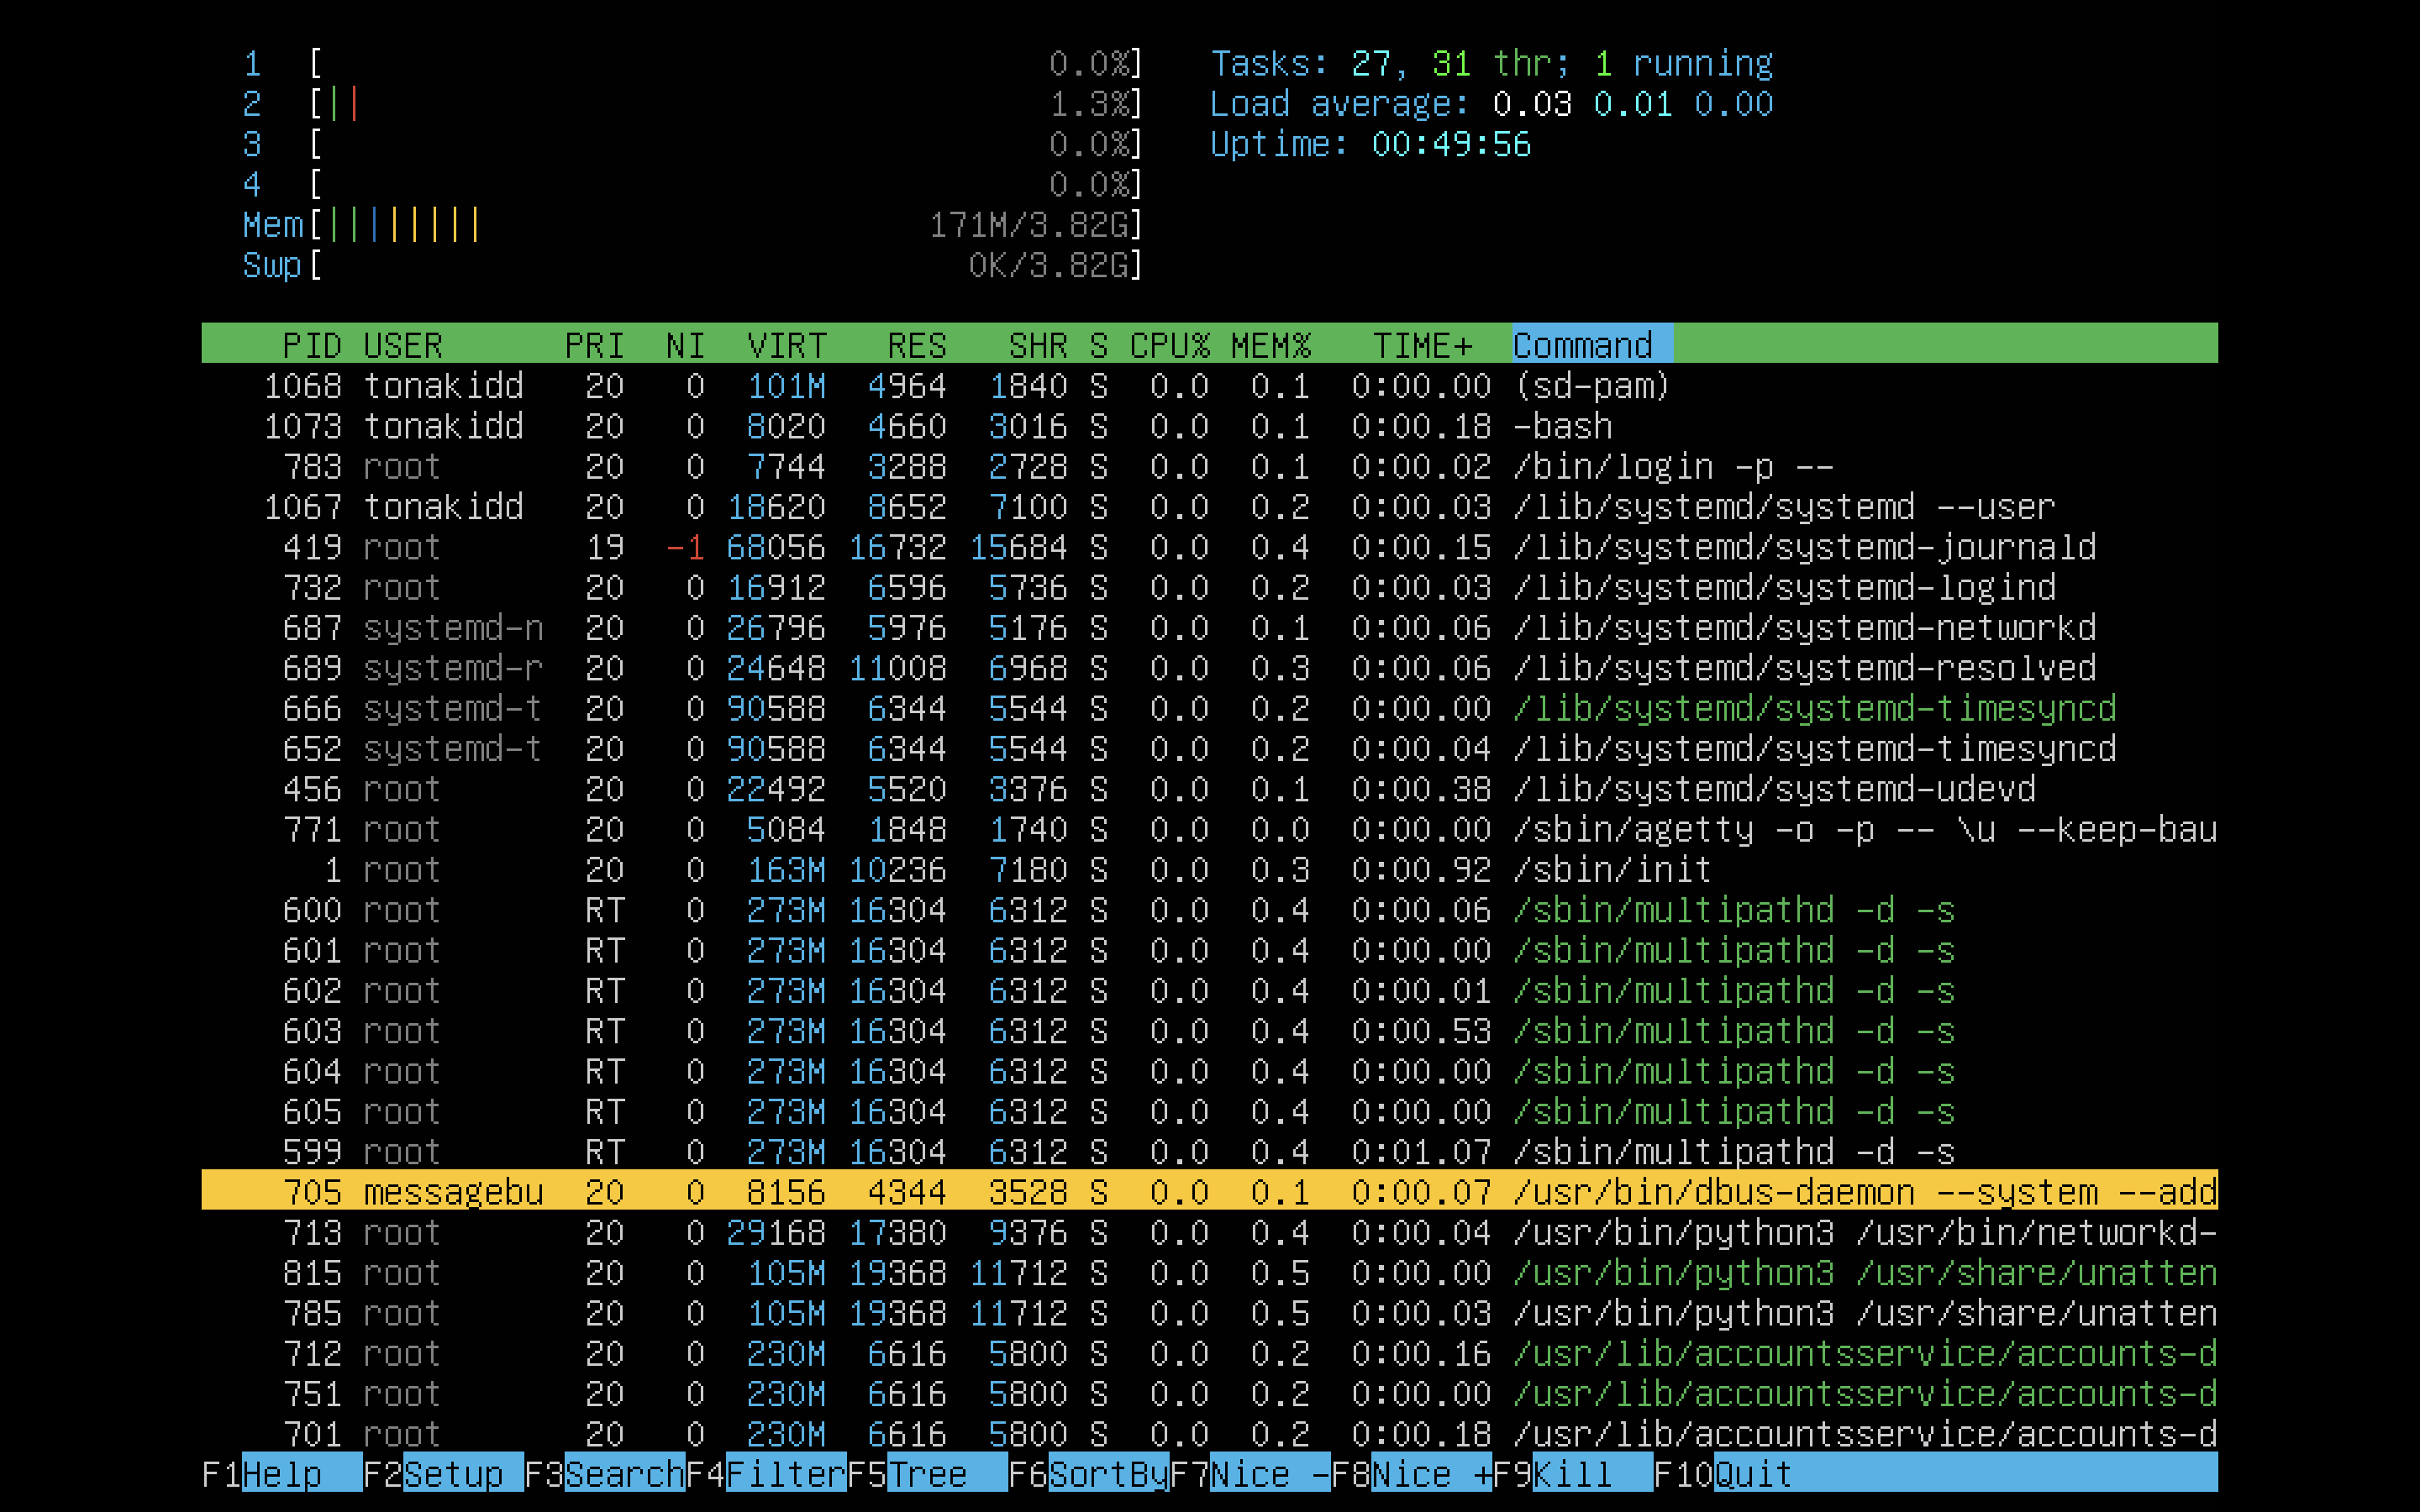 1 [ 0.0%] Tasks: 27, 31 thr; 1 running
2 [|| 1.3%] Load average: 0.03 0.01 0.00
3 [ 0.0%] Uptime: 00:49:56
4 [ 0.0%]
Mem[|||||||| 171M/3.82G]
Swp[ 0K/3.82G]
PID USER PRI NI VIRT RES SHR S CPU% MEM% TIME+ Command
1068 tonakidd 20 0 101M 4964 1840 S 0.0 0.1 0:00.00 (sd-pam)
1073 tonakidd 20 0 8020 4660 3016 S 0.0 0.1 0:00.18 -bash
783 root 20 0 7744 3288 2728 S 0.0 0.1 0:00.02 /bin/login -p --
1067 tonakidd 20 0 18620 8652 7100 S 0.0 0.2 0:00.03 /lib/systemd/systemd --user
419 root 19 -1 68056 16732 15684 S 0.0 0.4 0:00.15 /lib/systemd/systemd-journald
732 root 20 0 16912 6596 5736 S 0.0 0.2 0:00.03 /lib/systemd/systemd-logind
687 systemd-n 20 0 26796 5976 5176 S 0.0 0.1 0:00.06 /lib/systemd/systemd-networkd
689 systemd-r 20 0 24648 11008 6968 S 0.0 0.3 0:00.06 /lib/systemd/systemd-resolved
666 systemd-t 20 0 90588 6344 5544 S 0.0 0.2 0:00.00 /lib/systemd/systemd-timesyncd
652 systemd-t 20 0 90588 6344 5544 S 0.0 0.2 0:00.04 /lib/systemd/systemd-timesyncd
456 root 20 0 22492 5520 3376 S 0.0 0.1 0:00.38 /lib/systemd/systemd-udevd
771 root 20 0 5084 1848 1740 S 0.0 0.0 0:00.00 /sbin/agetty -o -p -- \u --keep-bau
1 root 20 0 163M 10236 7180 S 0.0 0.3 0:00.92 /sbin/init
600 root RT 0 273M 16304 6312 S 0.0 0.4 0:00.06 /sbin/multipathd -d -s
601 root RT 0 273M 16304 6312 S 0.0 0.4 0:00.00 /sbin/multipathd -d -s
602 root RT 0 273M 16304 6312 S 0.0 0.4 0:00.01 /sbin/multipathd -d -s
603 root RT 0 273M 16304 6312 S 0.0 0.4 0:00.53 /sbin/multipathd -d -s
604 root RT 0 273M 16304 6312 S 0.0 0.4 0:00.00 /sbin/multipathd -d -s
605 root RT 0 273M 16304 6312 S 0.0 0.4 0:00.00 /sbin/multipathd -d -s
599 root RT 0 273M 16304 6312 S 0.0 0.4 0:01.07 /sbin/multipathd -d -s
705 messagebu 20 0 8156 4344 3528 S 0.0 0.1 0:00.07 /usr/bin/dbus-daemon --system --add
713 root 20 0 29168 17380 9376 S 0.0 0.4 0:00.04 /usr/bin/python3 /usr/bin/networkd-
815 root 20 0 105M 19368 11712 S 0.0 0.5 0:00.00 /usr/bin/python3 /usr/share/unatten
785 root 20 0 105M 19368 11712 S 0.0 0.5 0:00.03 /usr/bin/python3 /usr/share/unatten
712 root 20 0 230M 6616 5800 S 0.0 0.2 0:00.16 /usr/lib/accountsservice/accounts-d
751 root 20 0 230M 6616 5800 S 0.0 0.2 0:00.00 /usr/lib/accountsservice/accounts-d
701 root 20 0 230M 6616 5800 S 0.0 0.2 0:00.18 /usr/lib/accountsservice/accounts-d
F1Help F2Setup F3SearchF4FilterF5Tree F6SortByF7Nice -F8Nice +F9Kill F10Quit